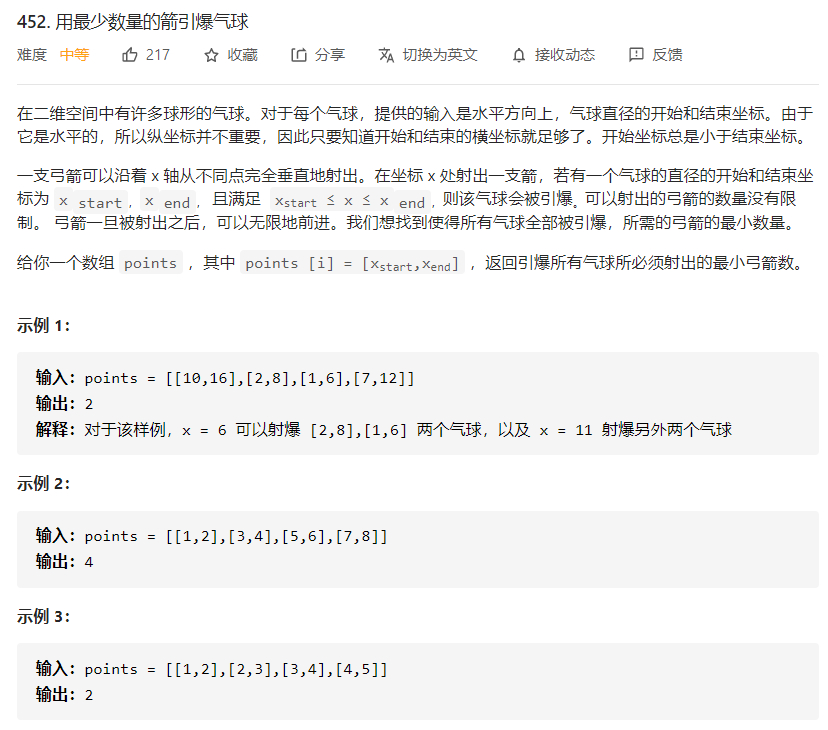 452. 用最少数量的箭引爆气球
难度 中等 217 收藏 分享 切换为英文 接收动态 反馈
在二维空间中有许多球形的气球。对于每个气球，提供的输入是水平方向上，气球直径的开始和结束坐标。由于
它是水平的，所以纵坐标并不重要，因此只要知道开始和结束的横坐标就足够了。开始坐标总是小于结束坐标。
一支弓箭可以沿着 x 轴从不同点完全垂直地射出。在坐标 x 处射出一支箭，若有一个气球的直径的开始和结束坐
标为 x start，x end， 且满足 xstart ≤ x ≤ x end，则该气球会被引爆。可以射出的弓箭的数量没有限
制。 弓箭一旦被射出之后，可以无限地前进。我们想找到使得所有气球全部被引爆，所需的弓箭的最小数量。
给你一个数组 points ，其中 points [i] = [xstart,xend] ，返回引爆所有气球所必须射出的最小弓箭数。
示例 1：
输入：points = [[10,16],[2,8],[1,6],[7,12]]
输出：2
解释：对于该样例，x = 6 可以射爆 [2,8],[1,6] 两个气球，以及 x = 11 射爆另外两个气球
示例 2：
输入：points = [[1,2],[3,4],[5,6],[7,8]]
输出：4
示例 3：
输入：points = [[1,2],[2,3],[3,4],[4,5]]
输出：2